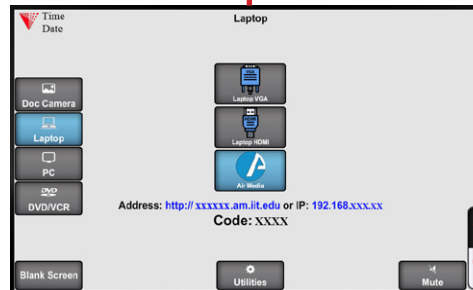 Time
Date
Laptop
VGA
Laptop VGA
Doc Camera
Laptop
Laptop HDMI
PC
Air Media
DVD/VCR
Address: http:// xxxxxx.am.iit.edu or IP: 192.168.xxx.xx
Code: XXXX
Blank Screen
Utilities
Mute